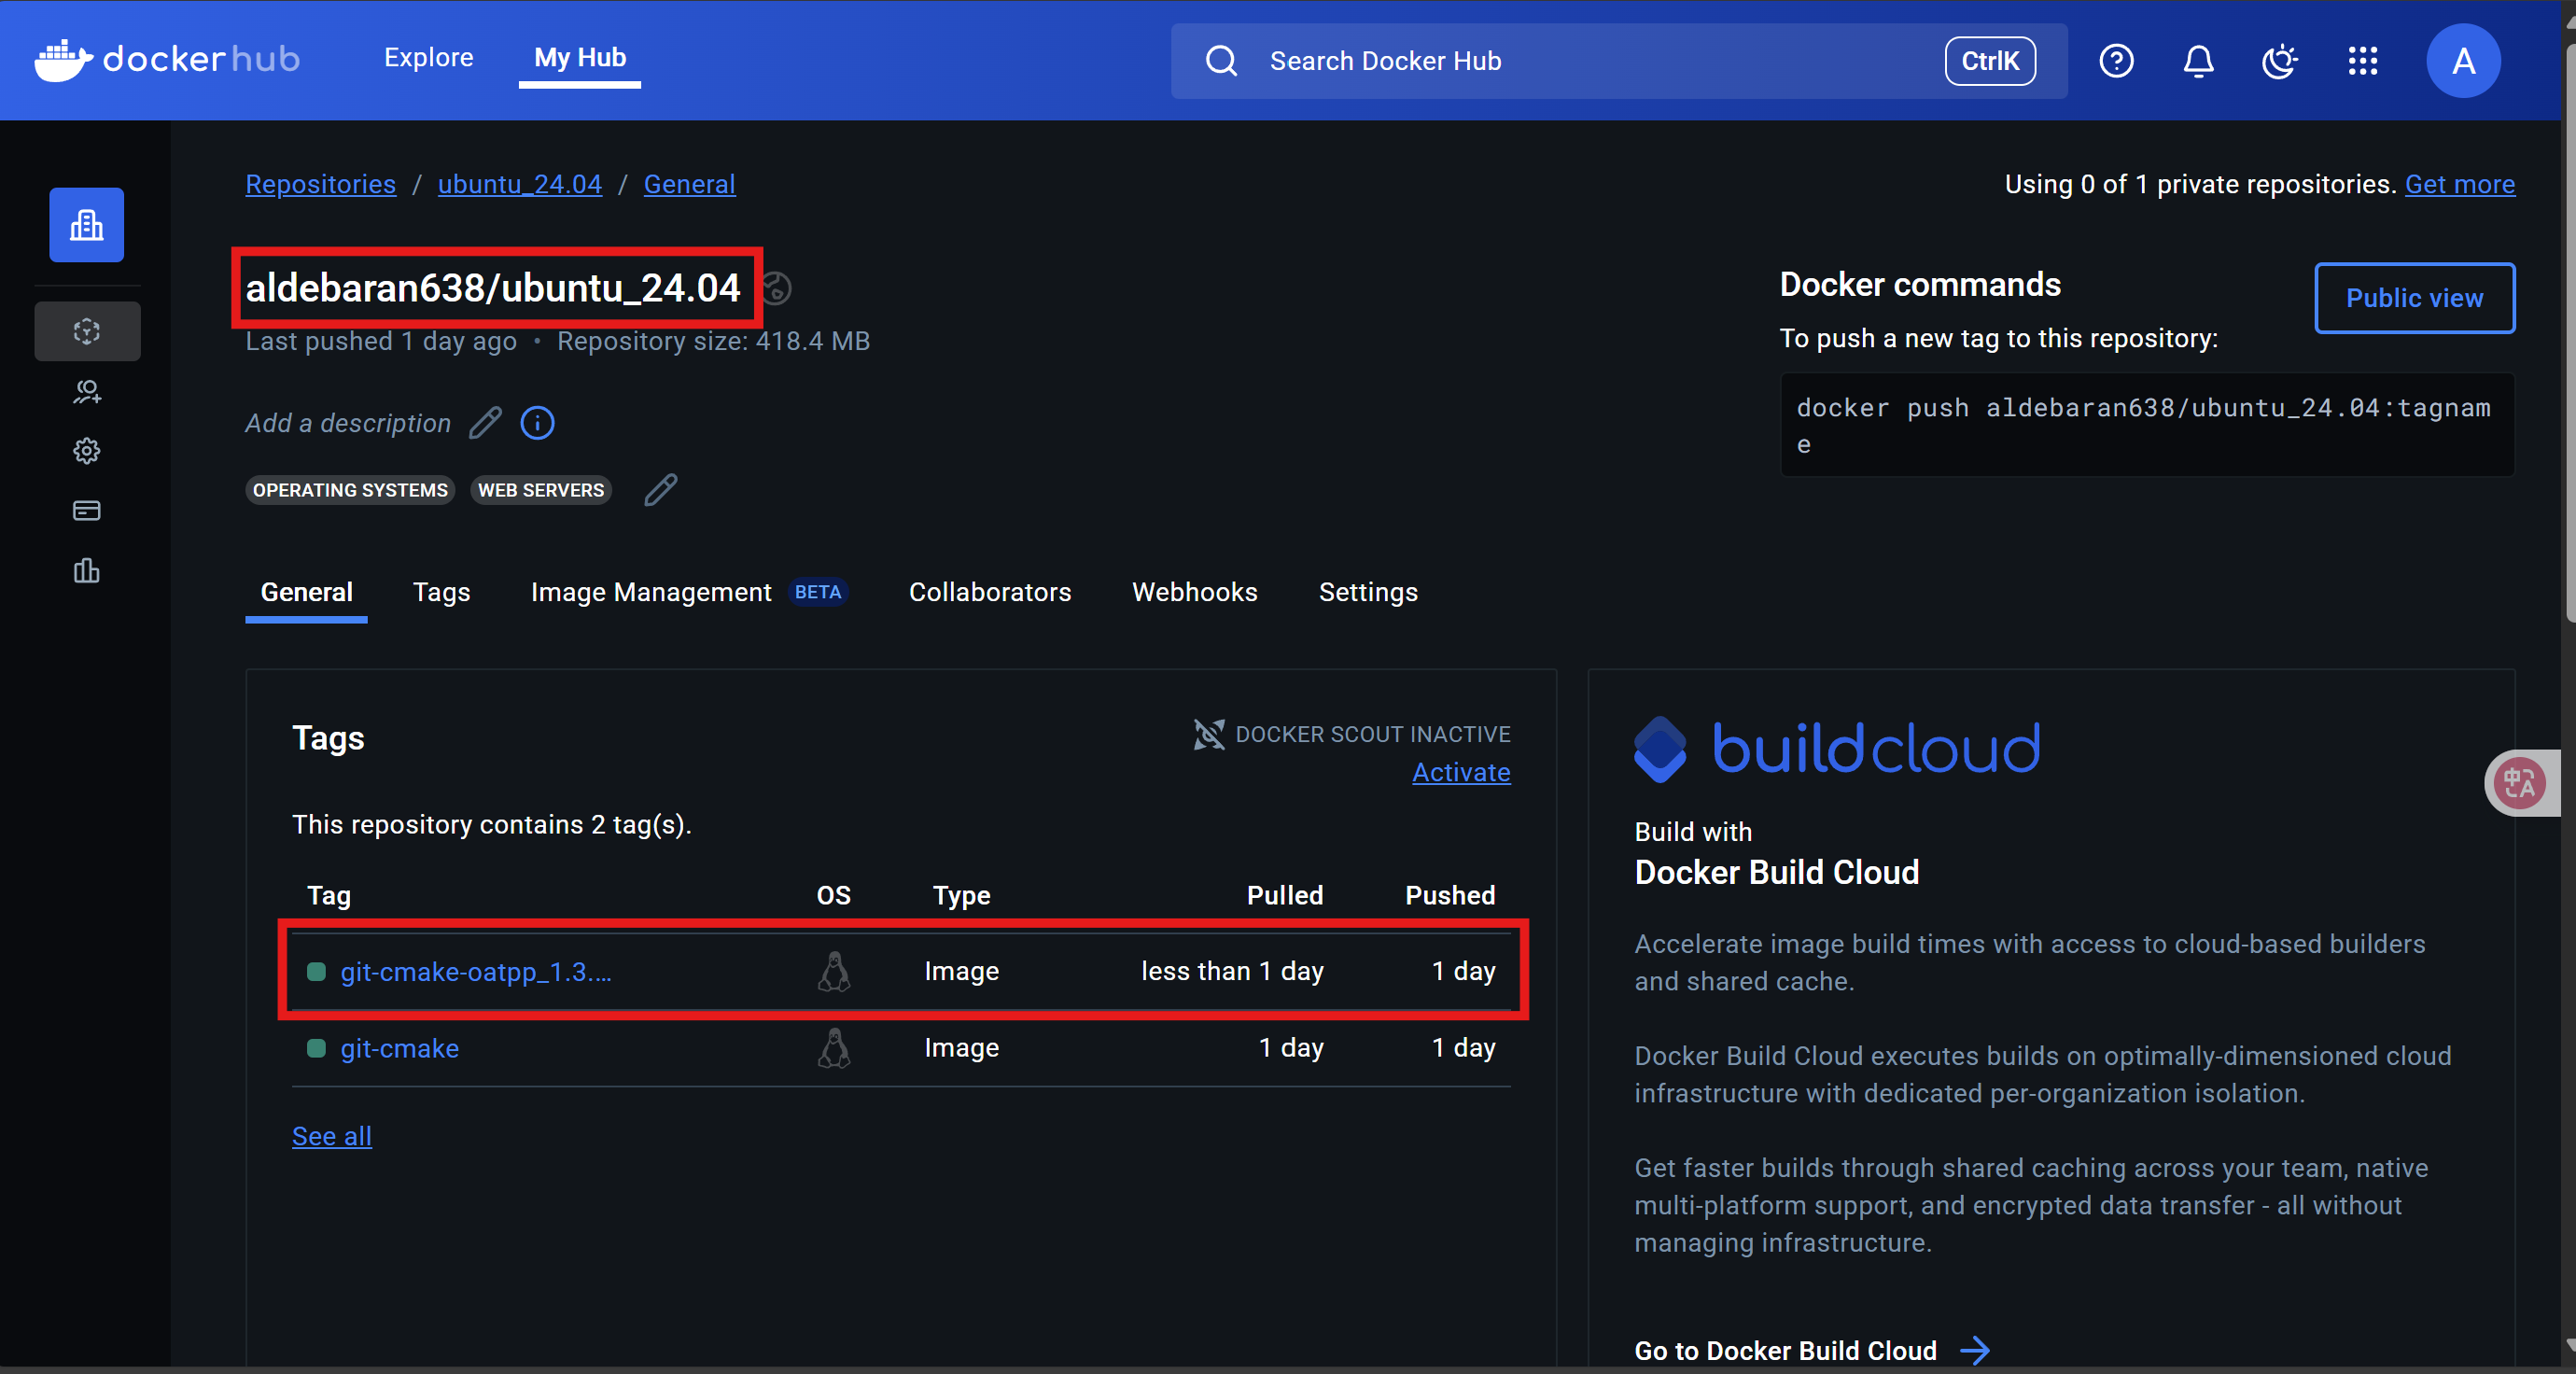 dockerhub
Explore
My Hub
Search Docker Hub
CtrlK
A
Repositories / ubuntu_24.04 / General
Using 0 of 1 private repositories. Get more
aldebaran638/ubuntu_24.04
Last pushed 1 day ago • Repository size: 418.4 MB
Add a description
OPERATING SYSTEMS
WEB SERVERS
Docker commands
Public view
To push a new tag to this repository:
docker push aldebaran638/ubuntu_24.04:tagnam
e
General
Tags
Image Management BETA
Collaborators
Webhooks
Settings
Tags
DOCKER SCOUT INACTIVE
Activate
This repository contains 2 tag(s).
Tag OS Type Pulled Pushed
git-cmake-oatpp_1.3.... Image less than 1 day 1 day
git-cmake Image 1 day 1 day
See all
buildcloud
Build with
Docker Build Cloud
Accelerate image build times with access to cloud-based builders
and shared cache.
Docker Build Cloud executes builds on optimally-dimensioned cloud
infrastructure with dedicated per-organization isolation.
Get faster builds through shared caching across your team, native
multi-platform support, and encrypted data transfer - all without
managing infrastructure.
Go to Docker Build Cloud
中A